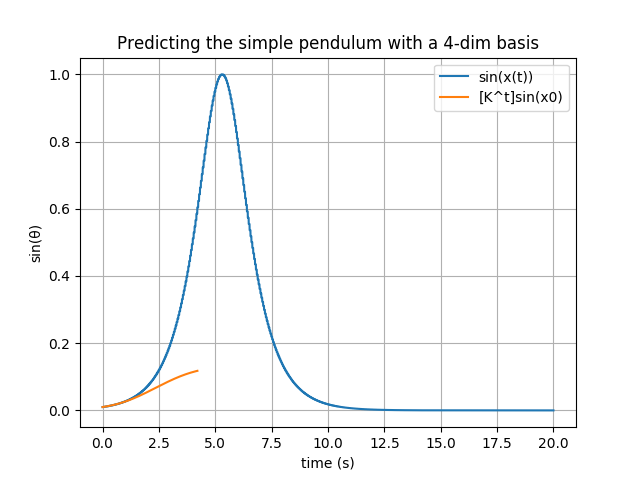 Predicting the simple pendulum with a 4-dim basis
sin(x(t))
[K^t]sin(x0)
sin(θ)
1.0
0.8
0.6
0.4
0.2
0.0
0.0 2.5 5.0 7.5 10.0 12.5 15.0 17.5 20.0
time (s)